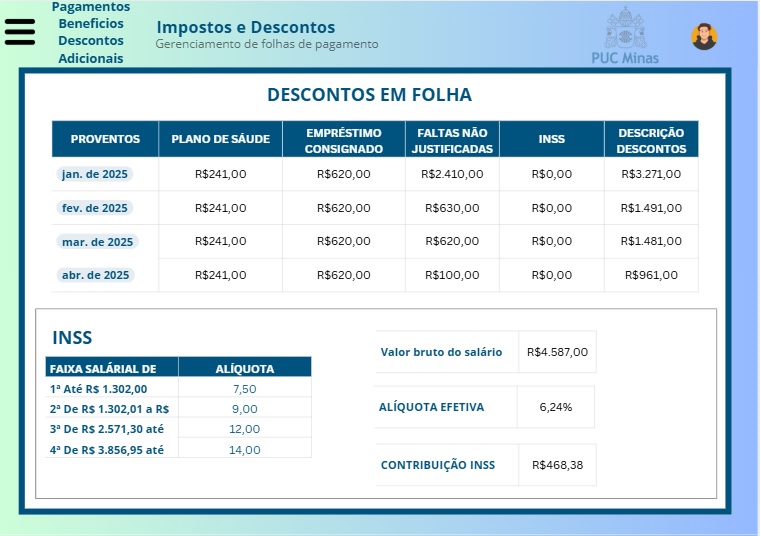 Pagamentos
Beneficios
Descontos
Adicionais
Impostos e Descontos
Gerenciamento de folhas de pagamento
PUC Minas
DESCONTOS EM FOLHA
PROVENTOS PLANO DE SÁUDE EMPRÉSTIMO CONSIGNADO FALTAS NÃO JUSTIFICADAS INSS DESCRIÇÃO DESCONTOS
jan. de 2025 R$241,00 R$620,00 R$2.410,00 R$0,00 R$3.271,00
fev. de 2025 R$241,00 R$620,00 R$630,00 R$0,00 R$1.491,00
mar. de 2025 R$241,00 R$620,00 R$620,00 R$0,00 R$1.481,00
abr. de 2025 R$241,00 R$620,00 R$100,00 R$0,00 R$961,00
INSS
FAIXA SALÁRIAL DE ALÍQUOTA
1ª Até R$ 1.302,00 7,50
2ª De R$ 1.302,01 a R$ 9,00
3ª De R$ 2.571,30 até 12,00
4ª De R$ 3.856,95 até 14,00
Valor bruto do salário R$4.587,00
ALÍQUOTA EFETIVA 6,24%
CONTRIBUIÇÃO INSS R$468,38